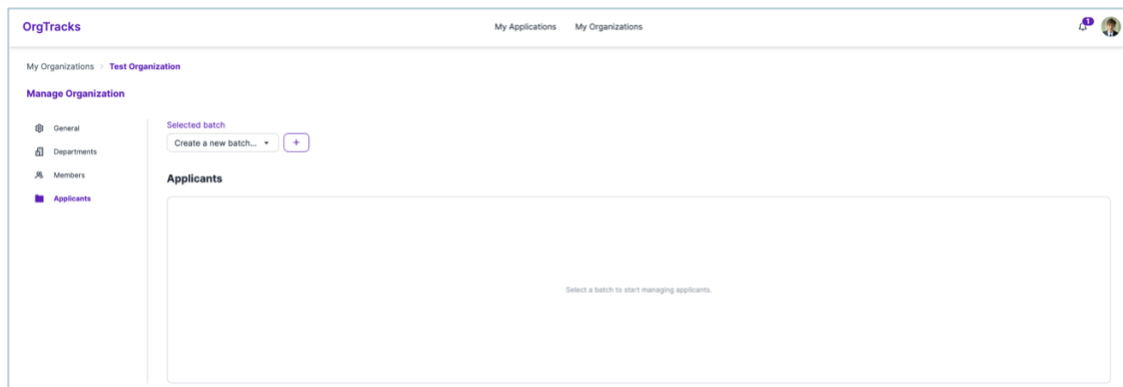 OrgTracks
My Applications
My Organizations
1
My Organizations > Test Organization
Manage Organization
General
Departments
Members
Applicants
Selected batch
Create a new batch...
+
Applicants
Select a batch to start managing applicants.